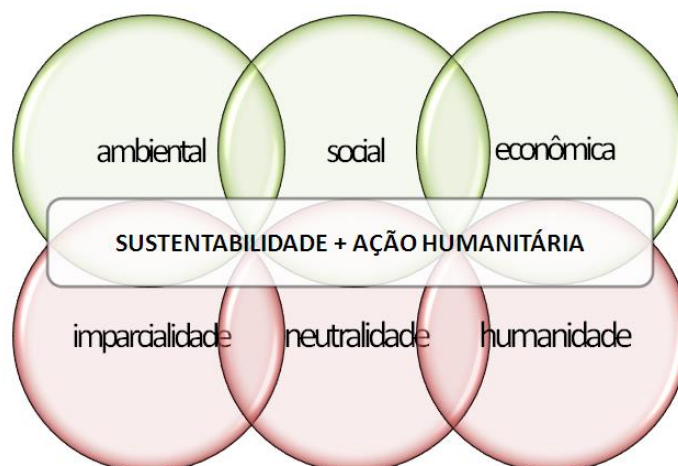 ambiental social econômica
SUSTENTABILIDADE + AÇÃO HUMANITÁRIA
imparcialidade neutralidade humanidade